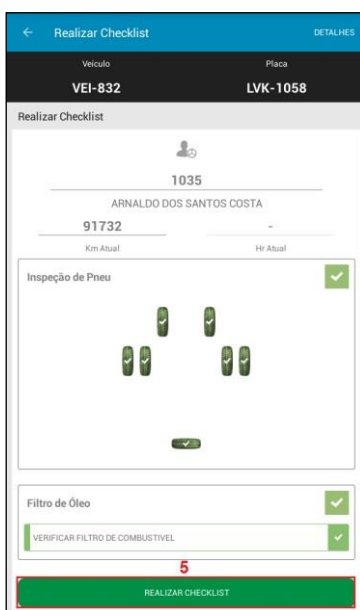 Realizar Checklist DETALHES
Veículo Placa
VEI-832 LVK-1058
Realizar Checklist
1035
ARNALDO DOS SANTOS COSTA
91732 -
Km Atual Hr Atual
Inspeção de Pneu
Filtro de Óleo
VERIFICAR FILTRO DE COMBUSTIVEL
5
REALIZAR CHECKLIST